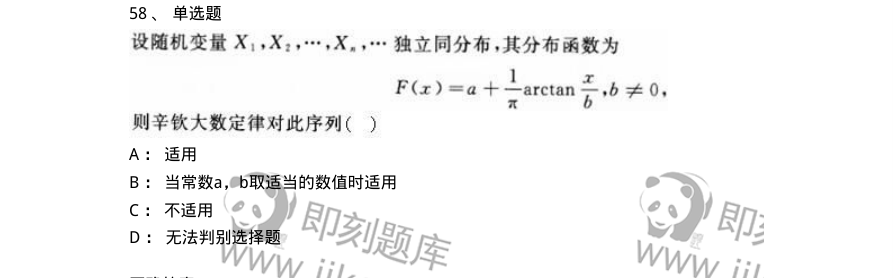 58 、 单选题
设随机变量 X₁,X₂,…,Xₙ,… 独立同分布,其分布函数为
F(x)=a+1/π arctan x/b,b≠0,
则辛钦大数定律对此序列(  )
A： 适用
B： 当常数a，b取适当的数值时适用
C： 不适用
D： 无法判别选择题
即刻题库
即刻